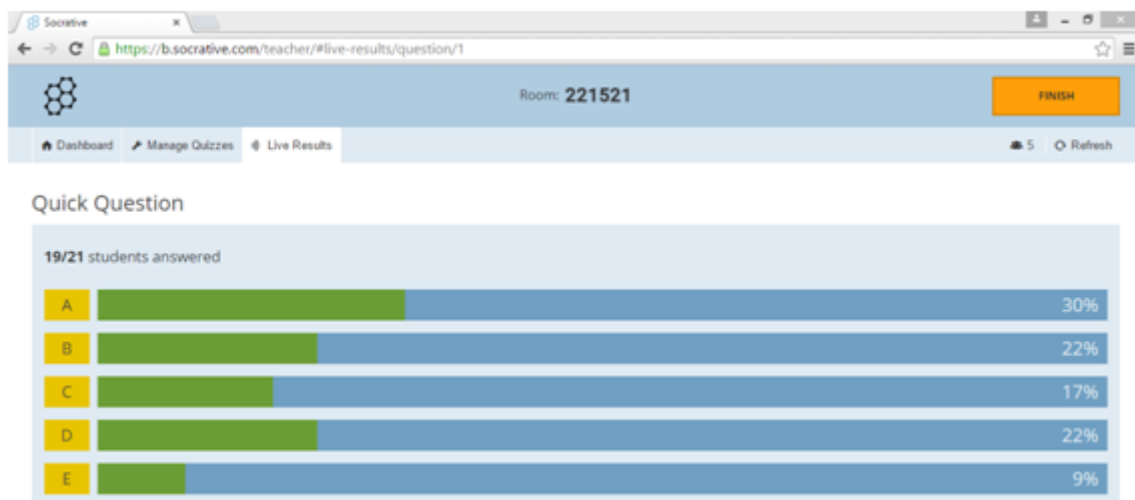 Socrative
https://b.socrative.com/teacher/#live-results/question/1
Room: 221521
FINISH
Dashboard Manage Quizzes Live Results 5 Refresh
Quick Question
19/21 students answered
A 30%
B 22%
C 17%
D 22%
E 9%